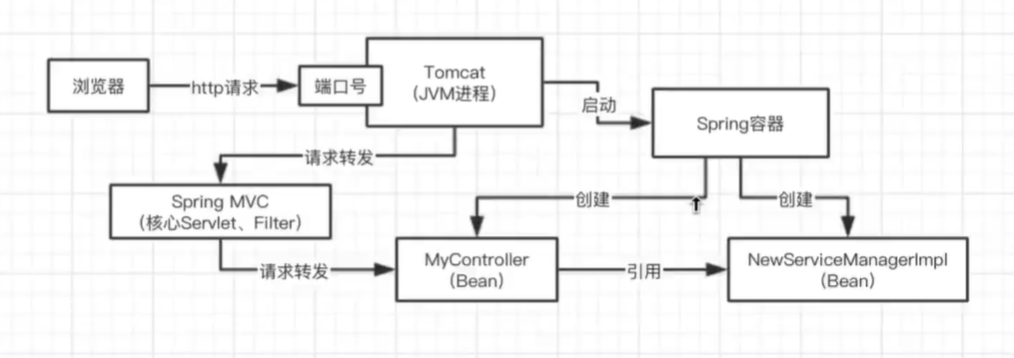 浏览器
http请求
端口号
Tomcat
（JVM进程）
启动
Spring容器
请求转发
Spring MVC
（核心Servlet、Filter）
创建
创建
请求转发
MyController
（Bean）
引用
NewServiceManagerImpl
（Bean）